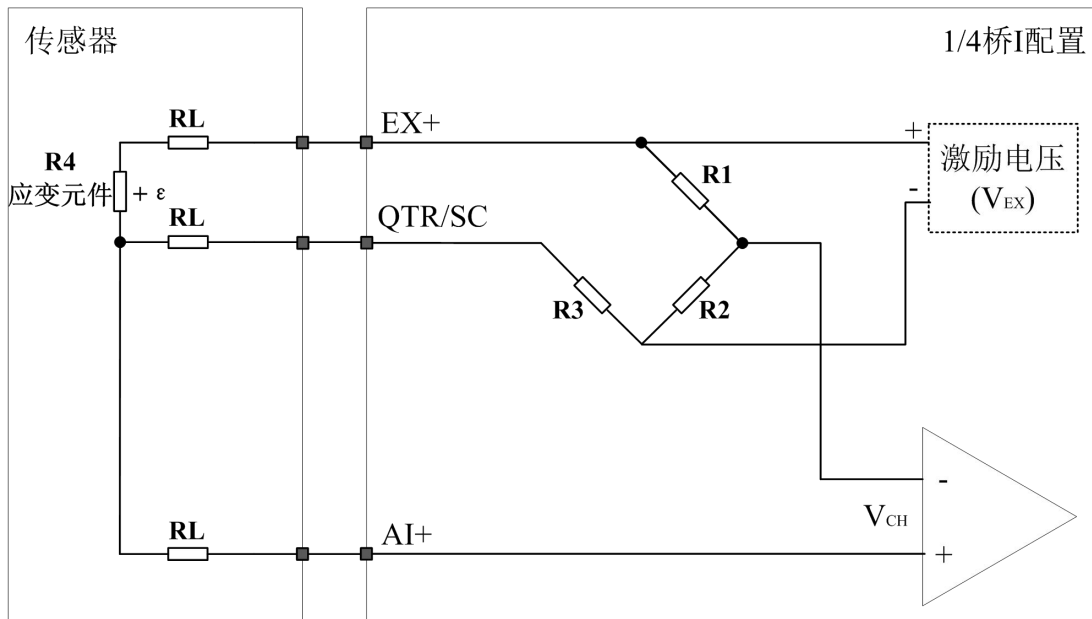 传感器
1/4桥I配置
RL
EX+
+
激励电压
(VEX)
-
R1
R4
应变元件
+ ε
RL
QTR/SC
R3
R2
-
VCH
RL
AI+
+